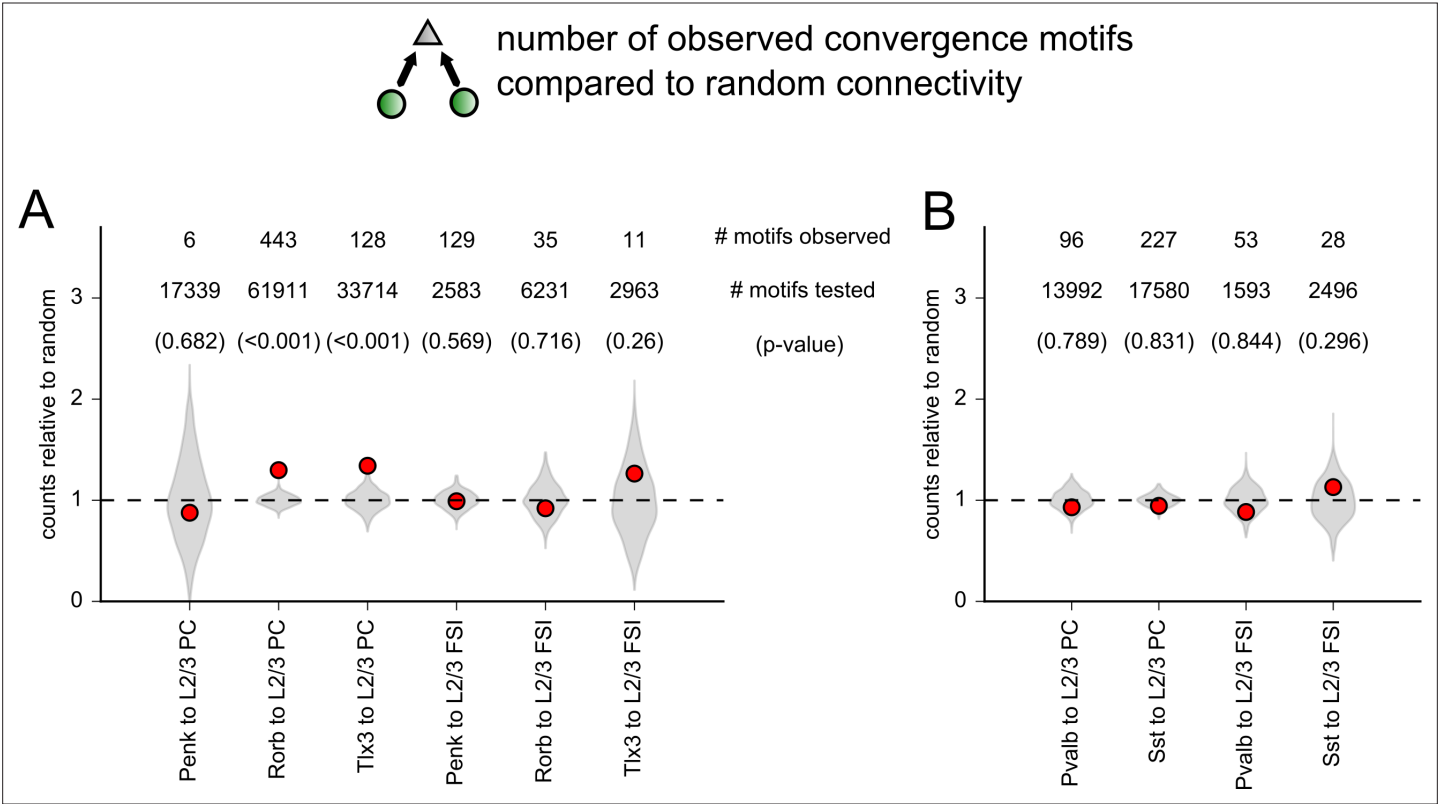 number of observed convergence motifs
compared to random connectivity
A
6 443 128 129 35 11 # motifs observed
17339 61911 33714 2583 6231 2963 # motifs tested
(0.682) (<0.001) (<0.001) (0.569) (0.716) (0.26) (p-value)
counts relative to random
3
2
1
0
Penk to L2/3 PC
Rorb to L2/3 PC
Tlx3 to L2/3 PC
Penk to L2/3 FSI
Rorb to L2/3 FSI
Tlx3 to L2/3 FSI
B
96 227 53 28
13992 17580 1593 2496
(0.789) (0.831) (0.844) (0.296)
counts relative to random
3
2
1
0
Pvalb to L2/3 PC
Sst to L2/3 PC
Pvalb to L2/3 FSI
Sst to L2/3 FSI